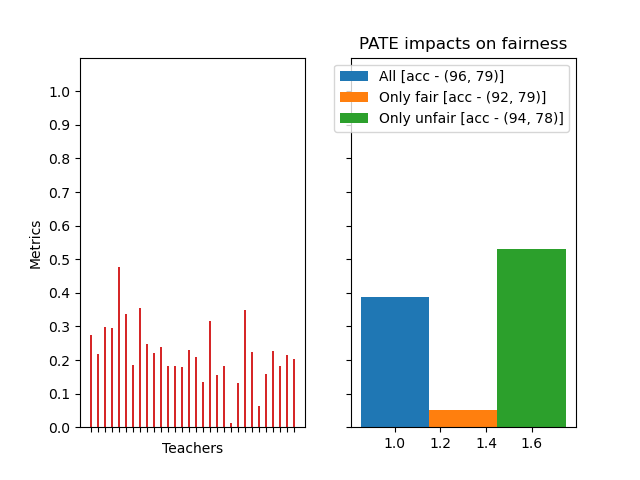 PATE impacts on fairness
All [acc - (96, 79)]
Only fair [acc - (92, 79)]
Only unfair [acc - (94, 78)]
Metrics
1.0
0.9
0.8
0.7
0.6
0.5
0.4
0.3
0.2
0.1
0.0
Teachers
1.0 1.2 1.4 1.6